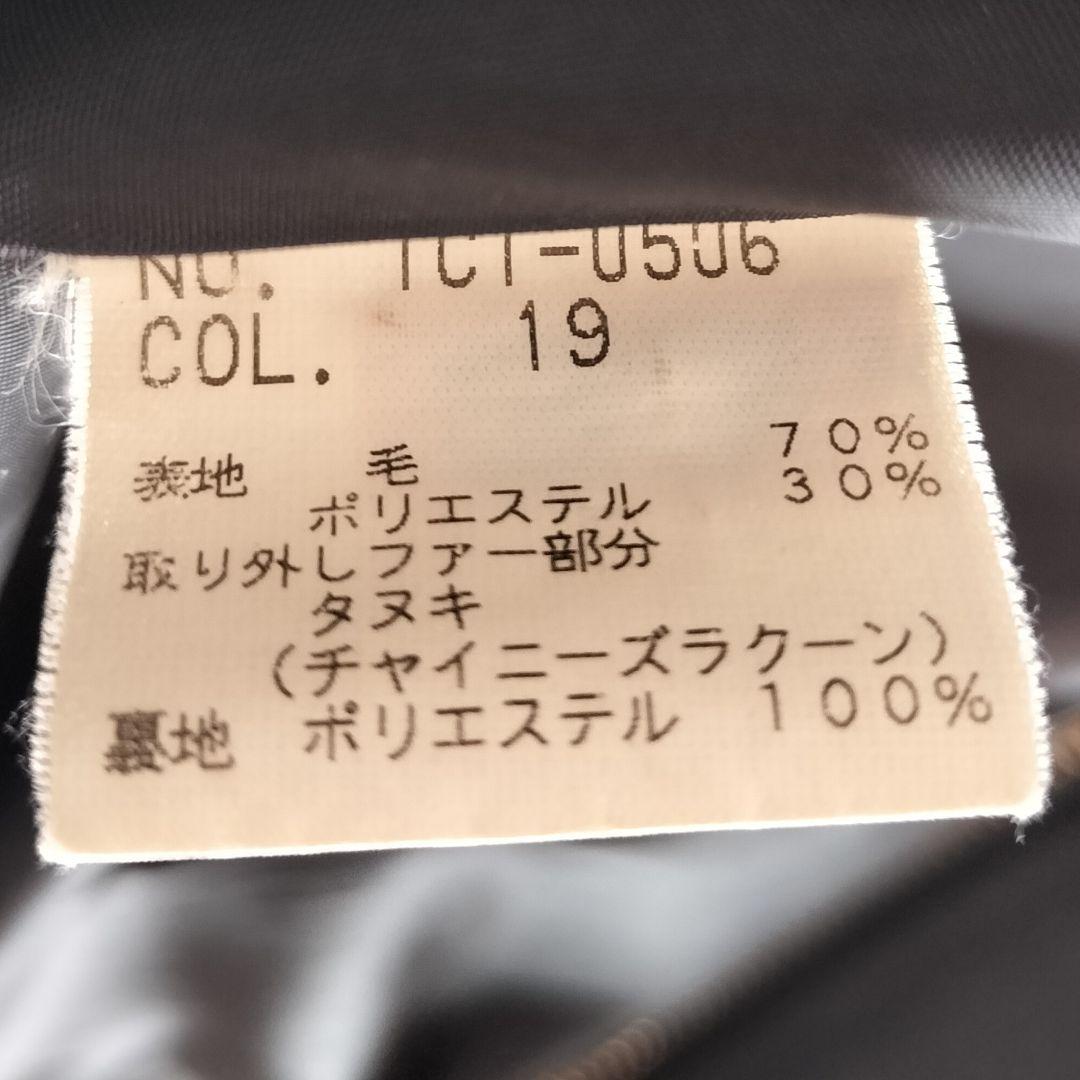 NO. TCT-0506
COL. 19
表地 毛 70%
ポリエステル 30%
取り外しファー部分
タヌキ
(チャイニーズラクーン)
裏地 ポリエステル 100%